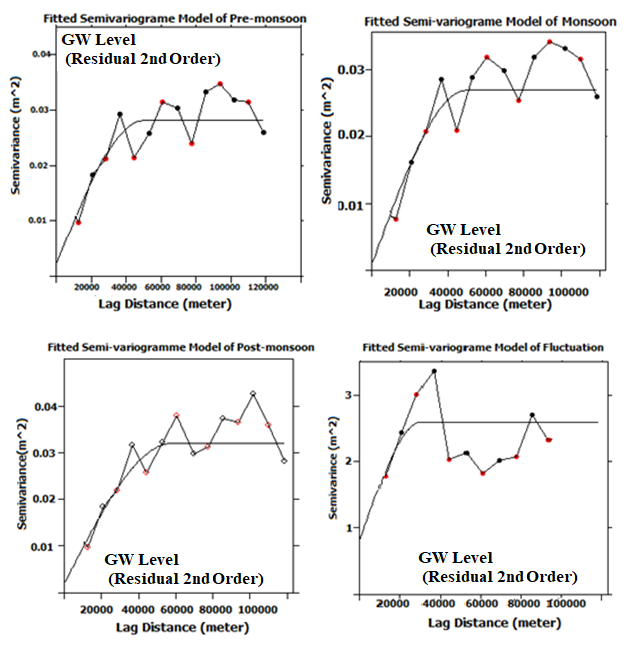 Fitted Semivariograme Model of Pre-monsoon
GW Level
(Residual 2nd Order)
0.04
0.03
0.02
0.01
Semivariance (m^2)
20000 40000 60000 80000 100000 120000
Lag Distance (meter)
Fitted Semi-variograme Model of Monsoon
0.03
0.02
0.01
Semivariance (m^2)
GW Level
(Residual 2nd Order)
20000 40000 60000 80000 100000
Lag Distance (meter)
Fitted Semi-variogramme Model of Post-monsoon
0.04
0.03
0.02
0.01
Semivariance(m^2)
GW Level
(Residual 2nd Order)
20000 40000 60000 80000 100000
Lag Distance (meter)
Fitted Semi-variograme Model of Fluctuation
3
2
1
Semivarince (m^2)
GW Level
(Residual 2nd Order)
20000 40000 60000 80000 100000
Lag Distance (meter)